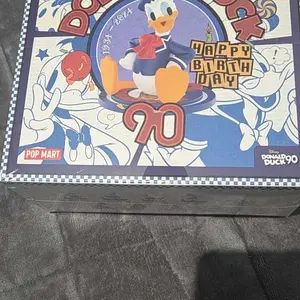 DONALD DUCK
1934 - 2024
HAPPY
BIRTH
DAY
90
POP MART
Disney
DONALD
DUCK 90